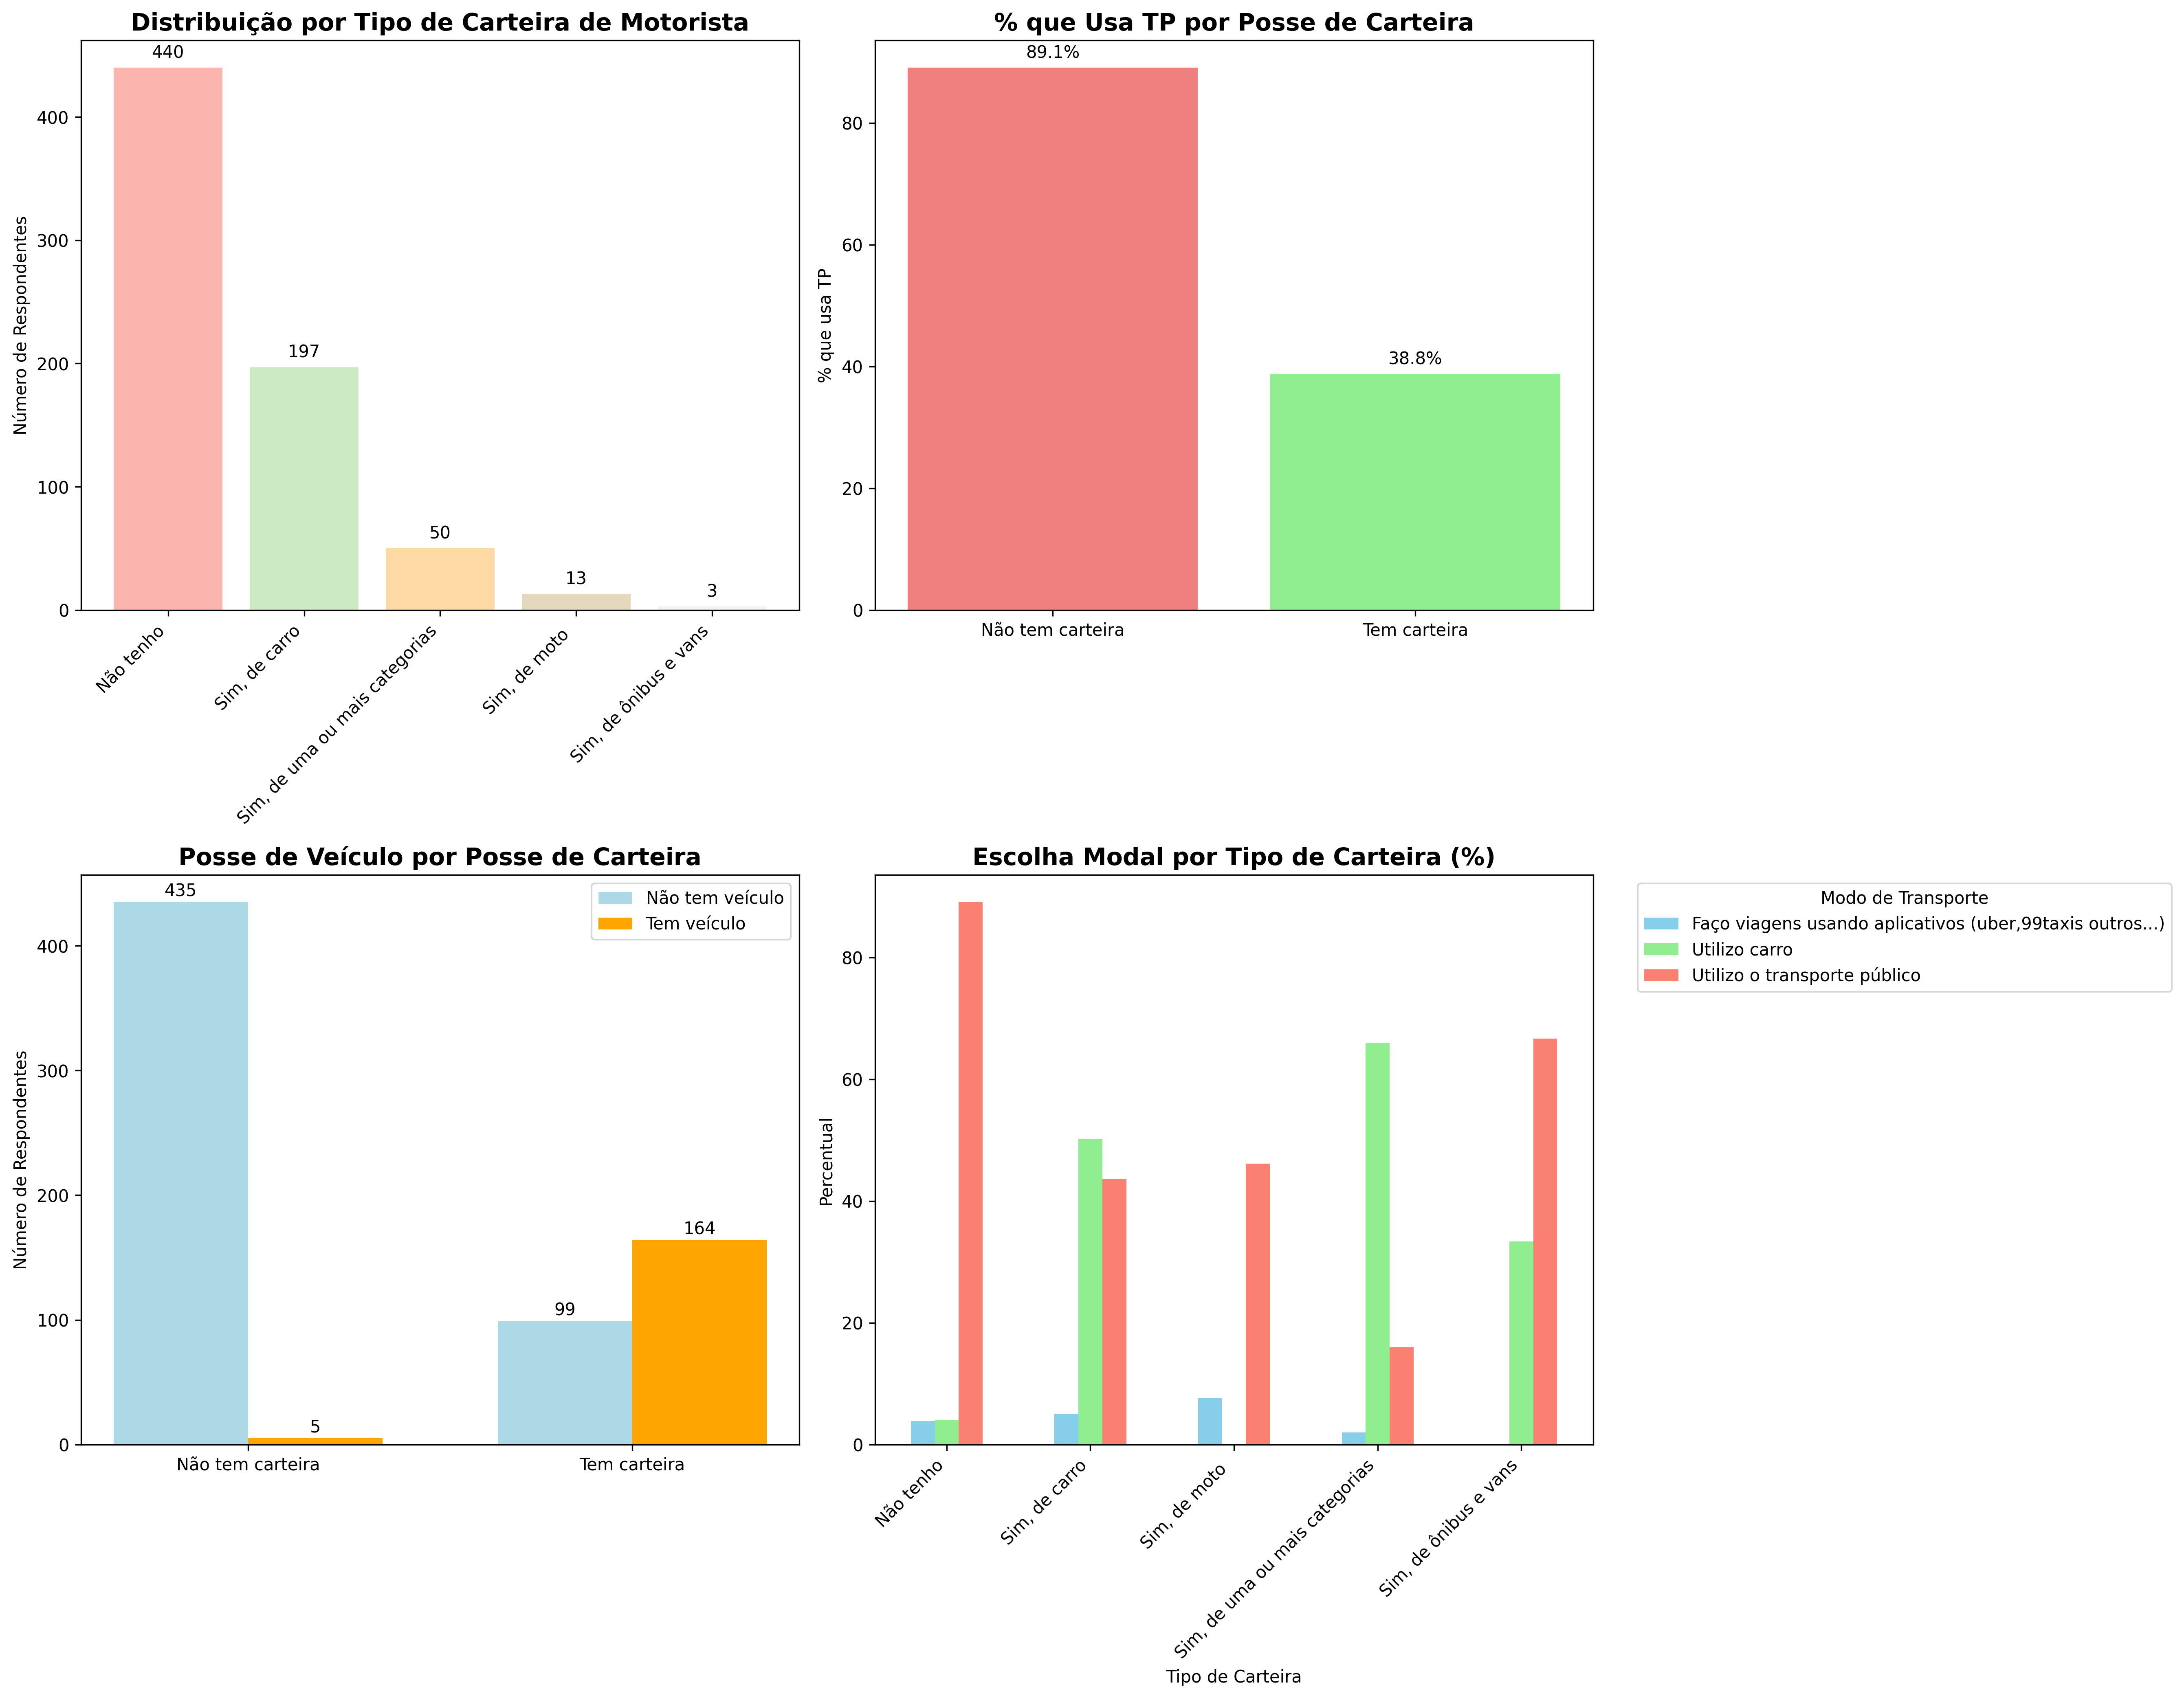 Distribuição por Tipo de Carteira de Motorista
440
197
50
13
3
400
300
200
100
0
Número de Respondentes
Não tenho
Sim, de carro
Sim, de uma ou mais categorias
Sim, de moto
Sim, de ônibus e vans
% que Usa TP por Posse de Carteira
89.1%
38.8%
80
60
40
20
0
% que usa TP
Não tem carteira
Tem carteira
Posse de Veículo por Posse de Carteira
Não tem veículo
Tem veículo
435
5
99
164
400
300
200
100
0
Número de Respondentes
Não tem carteira
Tem carteira
Escolha Modal por Tipo de Carteira (%)
80
60
40
20
0
Percentual
Não tenho
Sim, de carro
Sim, de moto
Sim, de uma ou mais categorias
Sim, de ônibus e vans
Tipo de Carteira
Modo de Transporte
Faço viagens usando aplicativos (uber,99taxis outros...)
Utilizo carro
Utilizo o transporte público